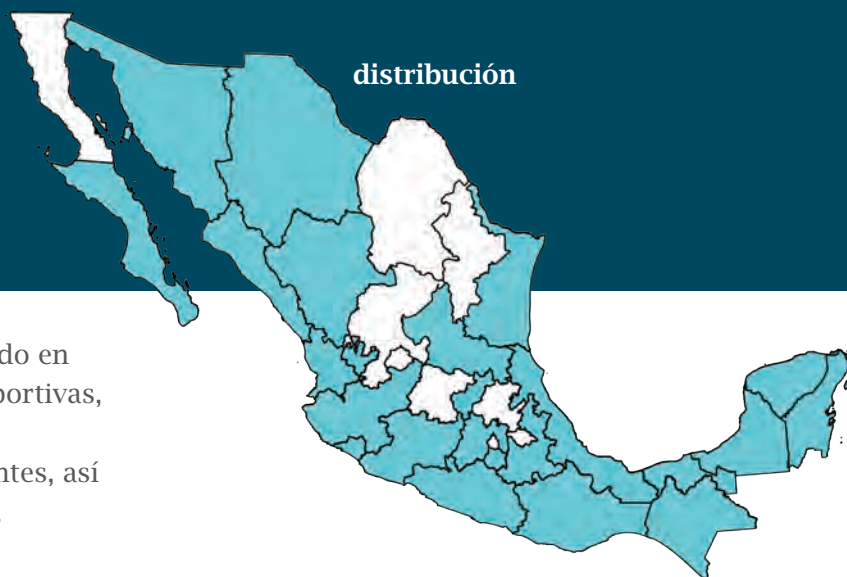 distribución
do en
portivas,
ntes, así